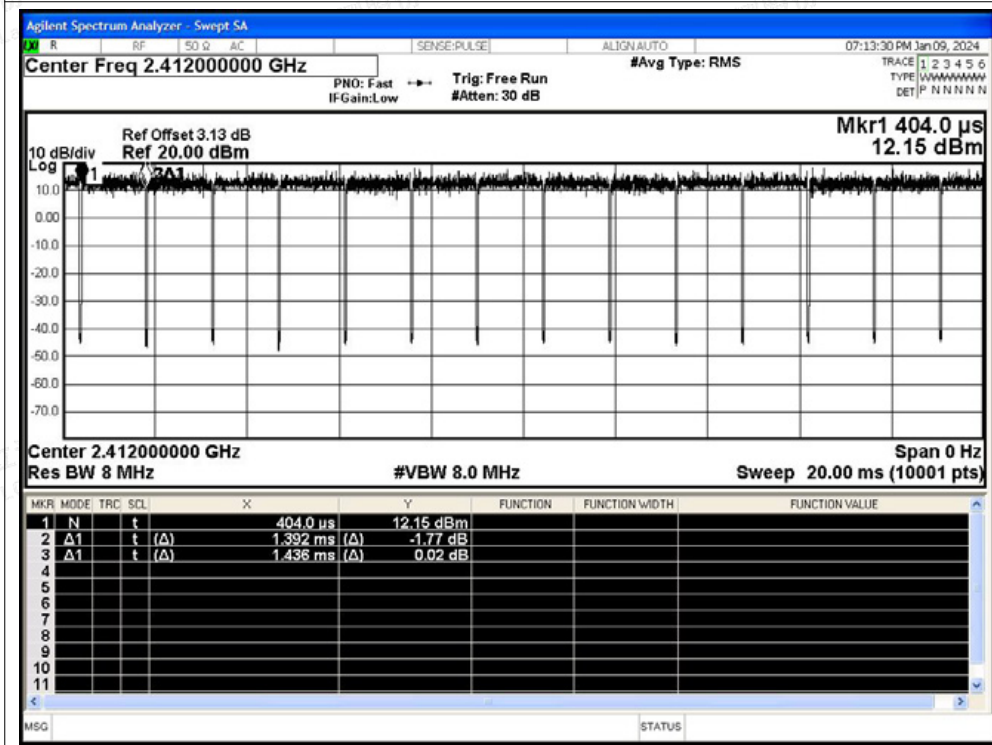 Agilent Spectrum Analyzer - Swept SA
R RF 50 Ω AC SENSE:PULSE ALIGN AUTO 07:13:30 PM Jan 09, 2024
Center Freq 2.412000000 GHz #Avg Type: RMS TRACE 1 2 3 4 5 6
PNO: Fast Trig: Free Run TYPE WWWWWW
IFGain:Low #Atten: 30 dB DET P N N N N N
Mkr1 404.0 µs
Ref Offset 3.13 dB
10 dB/div Ref 20.00 dBm 12.15 dBm
Log
1 3Δ1
10.0
0.00
-10.0
-20.0
-30.0
-40.0
-50.0
-60.0
-70.0
Center 2.412000000 GHz Span 0 Hz
Res BW 8 MHz #VBW 8.0 MHz Sweep 20.00 ms (10001 pts)
MKR MODE TRC SCL X Y FUNCTION FUNCTION WIDTH FUNCTION VALUE
1 N t 404.0 µs 12.15 dBm
2 Δ1 t (Δ) 1.392 ms (Δ) -1.77 dB
3 Δ1 t (Δ) 1.436 ms (Δ) 0.02 dB
4
5
6
7
8
9
10
11
MSG STATUS